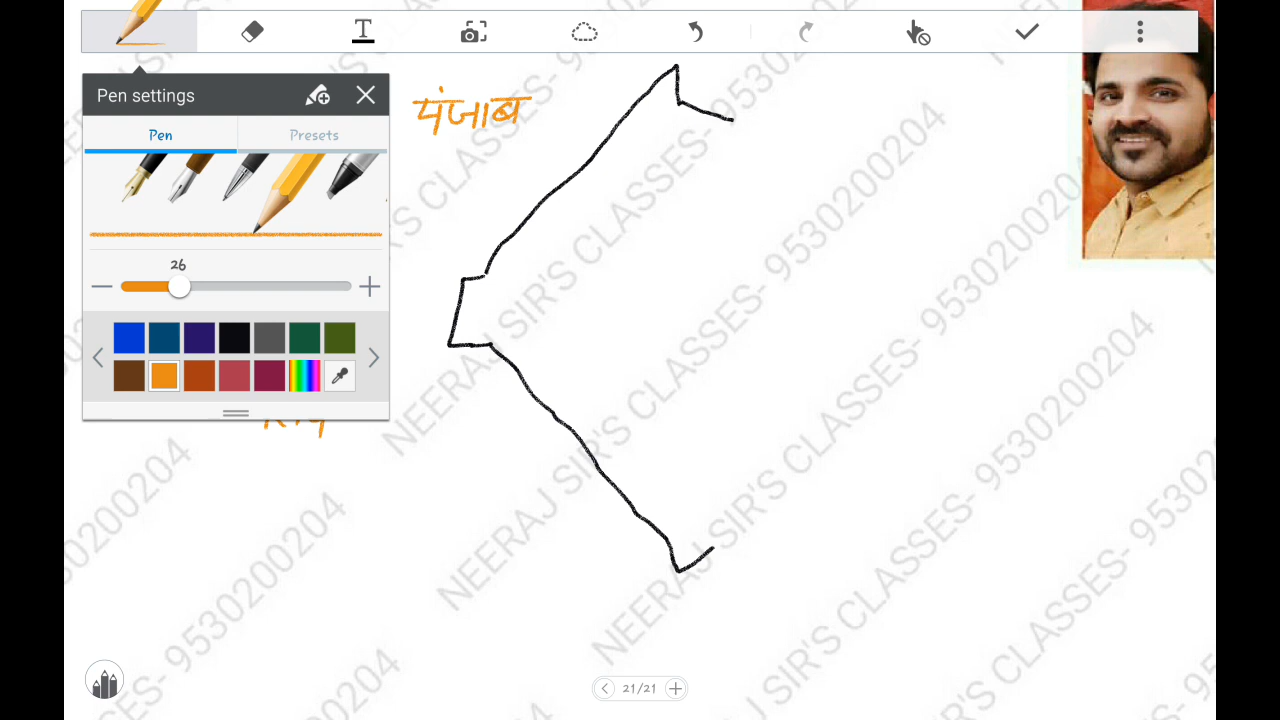 Pen settings
Pen
Presets
26
पंजाब
NEERAJ SIR'S CLASSES- 9530200204
21/21